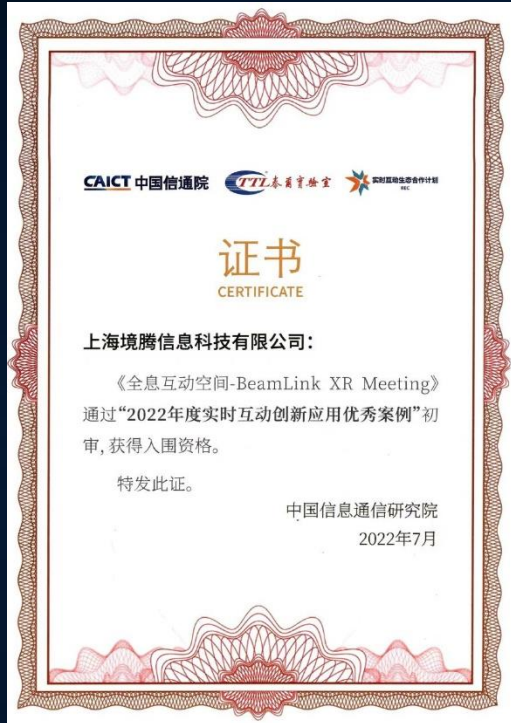 CAICT 中国信通院 TTL 泰尔实验室 实时互动生态合作计划
REC
证书
CERTIFICATE
上海境腾信息科技有限公司：
《全息互动空间-BeamLink XR Meeting》
通过“2022年度实时互动创新应用优秀案例”初
审,获得入围资格。
特发此证。
中国信息通信研究院
2022年7月